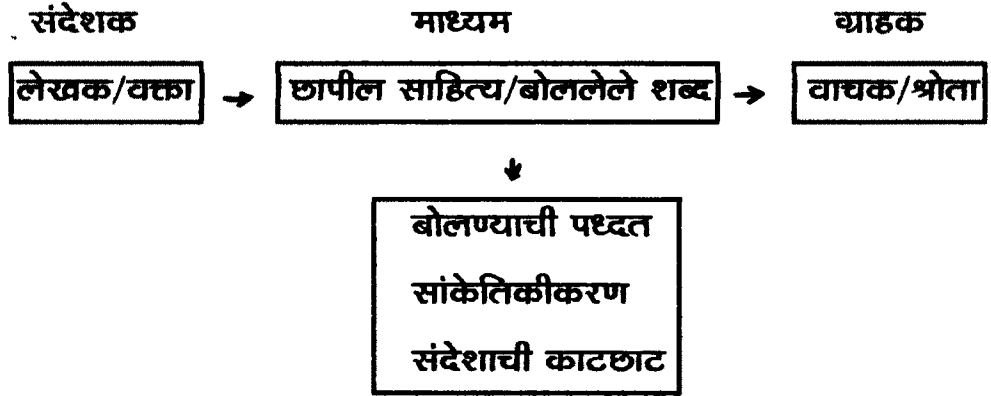 संदेशक माध्यम ग्राहक
लेखक/वक्ता → छापील साहित्य/बोललेले शब्द → वाचक/श्रोता
↓
बोलण्याची पध्दत
सांकेतिकीकरण
संदेशाची काटछाट